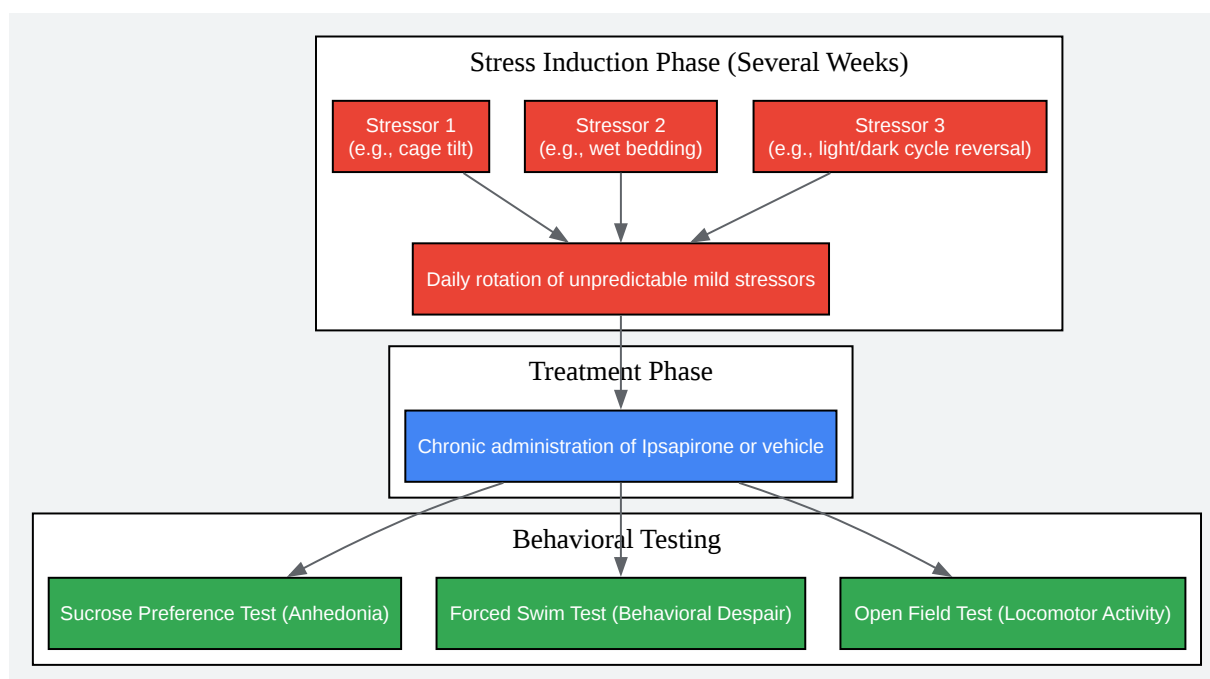 Stress Induction Phase (Several Weeks)
Stressor 1
(e.g., cage tilt)
Stressor 2
(e.g., wet bedding)
Stressor 3
(e.g., light/dark cycle reversal)
Daily rotation of unpredictable mild stressors
Treatment Phase
Chronic administration of Ipsapirone or vehicle
Behavioral Testing
Sucrose Preference Test (Anhedonia)
Forced Swim Test (Behavioral Despair)
Open Field Test (Locomotor Activity)